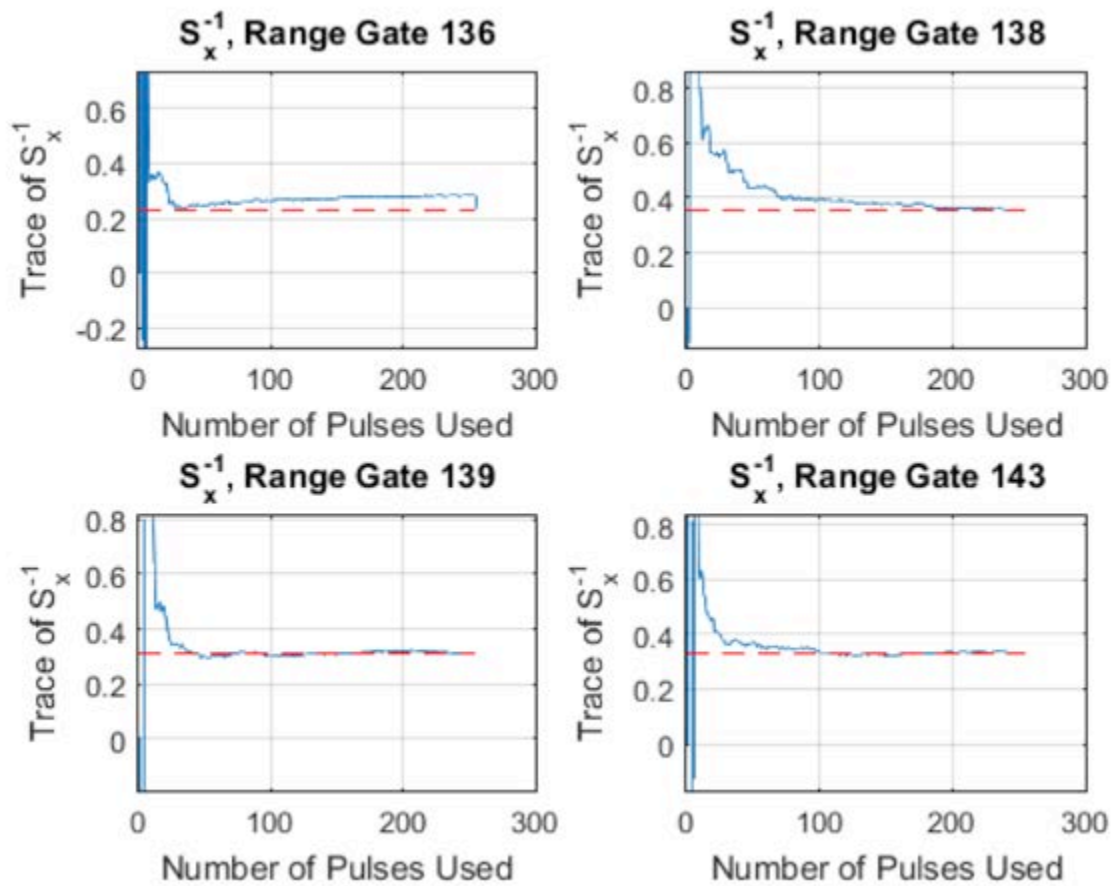 S_x^-1, Range Gate 136
Trace of S_x^-1
0.6
0.4
0.2
0
-0.2
0 100 200 300
Number of Pulses Used
S_x^-1, Range Gate 138
Trace of S_x^-1
0.8
0.6
0.4
0.2
0
0 100 200 300
Number of Pulses Used
S_x^-1, Range Gate 139
Trace of S_x^-1
0.8
0.6
0.4
0.2
0
0 100 200 300
Number of Pulses Used
S_x^-1, Range Gate 143
Trace of S_x^-1
0.8
0.6
0.4
0.2
0
0 100 200 300
Number of Pulses Used